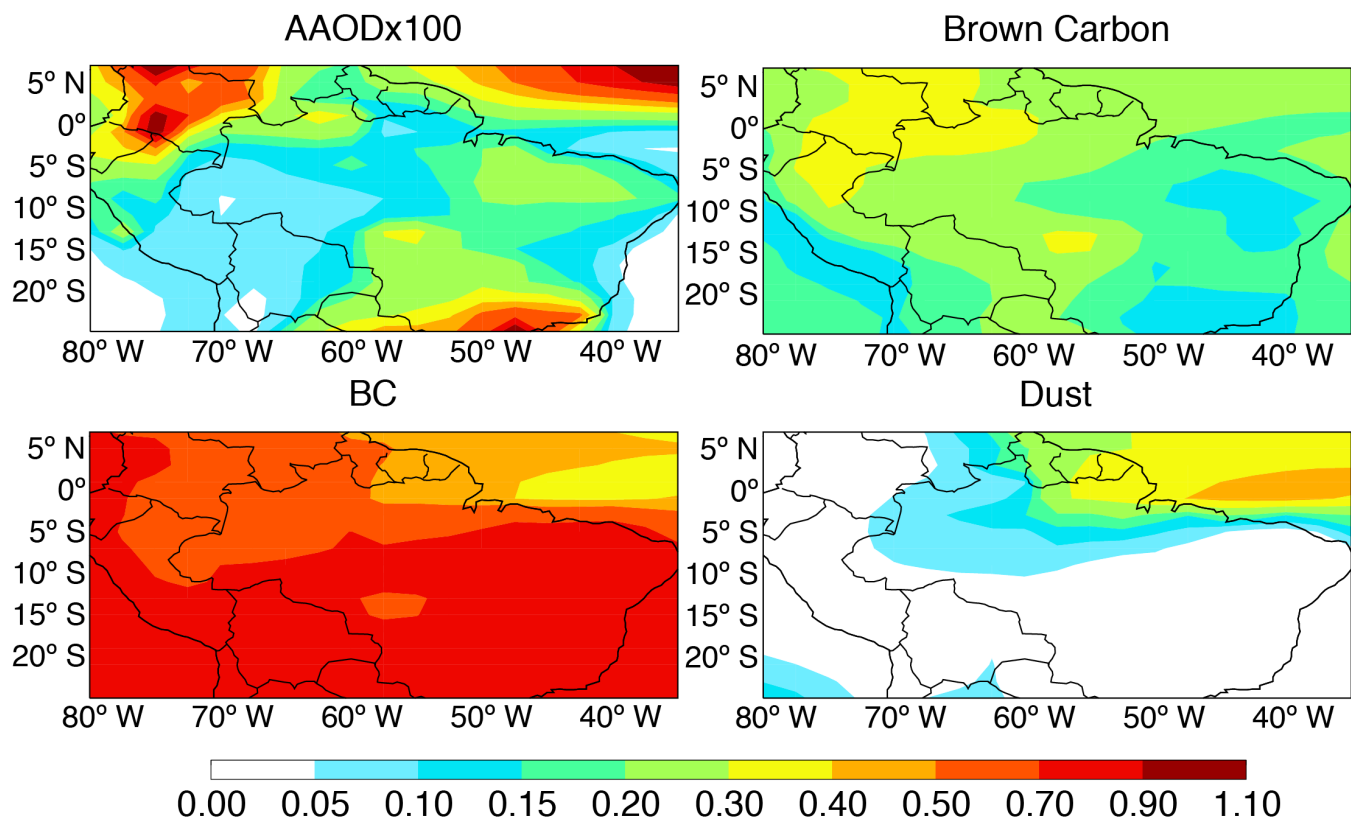 AAODx100
Brown Carbon
5º N
0º
5º S
10º S
15º S
20º S
80º W 70º W 60º W 50º W 40º W
5º N
0º
5º S
10º S
15º S
20º S
80º W 70º W 60º W 50º W 40º W
BC
Dust
5º N
0º
5º S
10º S
15º S
20º S
80º W 70º W 60º W 50º W 40º W
5º N
0º
5º S
10º S
15º S
20º S
80º W 70º W 60º W 50º W 40º W
0.00 0.05 0.10 0.15 0.20 0.30 0.40 0.50 0.70 0.90 1.10